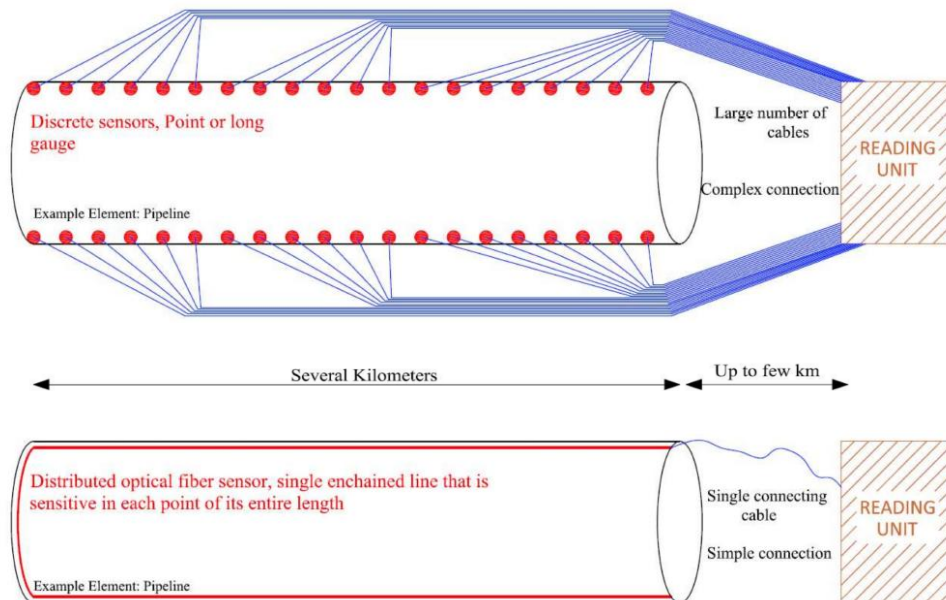 Discrete sensors, Point or long
gauge
Example Element: Pipeline
Large number of
cables
Complex connection
READING
UNIT
Several Kilometers
Up to few km
Distributed optical fiber sensor, single enchained line that is
sensitive in each point of its entire length
Example Element: Pipeline
Single connecting
cable
Simple connection
READING
UNIT